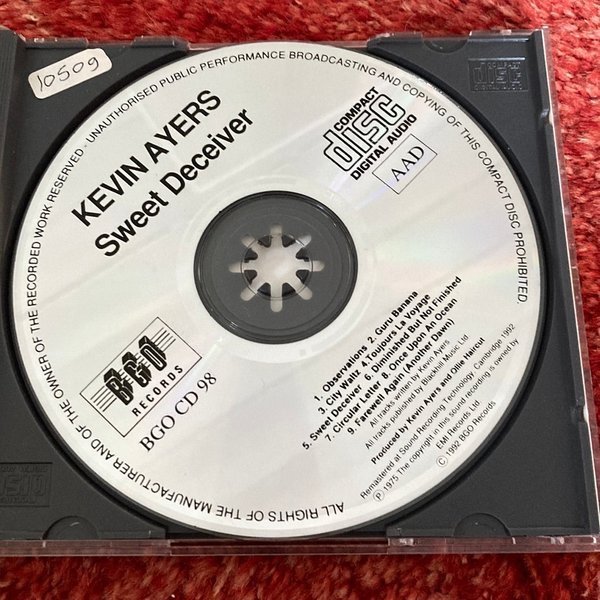 10509
ALL RIGHTS OF THE MANUFACTURER AND OF THE OWNER OF THE RECORDED WORK RESERVED - UNAUTHORISED PUBLIC PERFORMANCE BROADCASTING AND COPYING OF THIS COMPACT DISC PROHIBITED.
KEVIN AYERS
Sweet Deceiver
COMPACT
disc
DIGITAL AUDIO
AAD
BGO
RECORDS
BGO CD 98
1. Observations 2. Guru Banana
3. City Waltz 4. Toujours La Voyage
5. Sweet Deceiver 6. Diminished But Not Finished
7. Circular Letter 8. Once Upon An Ocean
9. Farewell Again (Another Dawn)
All tracks written by Kevin Ayers
All tracks published by Blackhill Music Ltd
Produced by Kevin Ayers and Ollie Halsall
Remastered at Sound Recording Technology, Cambridge 1992
℗ 1975 The copyright in this sound recording is owned by
EMI Records Ltd.
© 1992 BGO Records
COMPACT
disc
DIGITAL AUDIO
disc